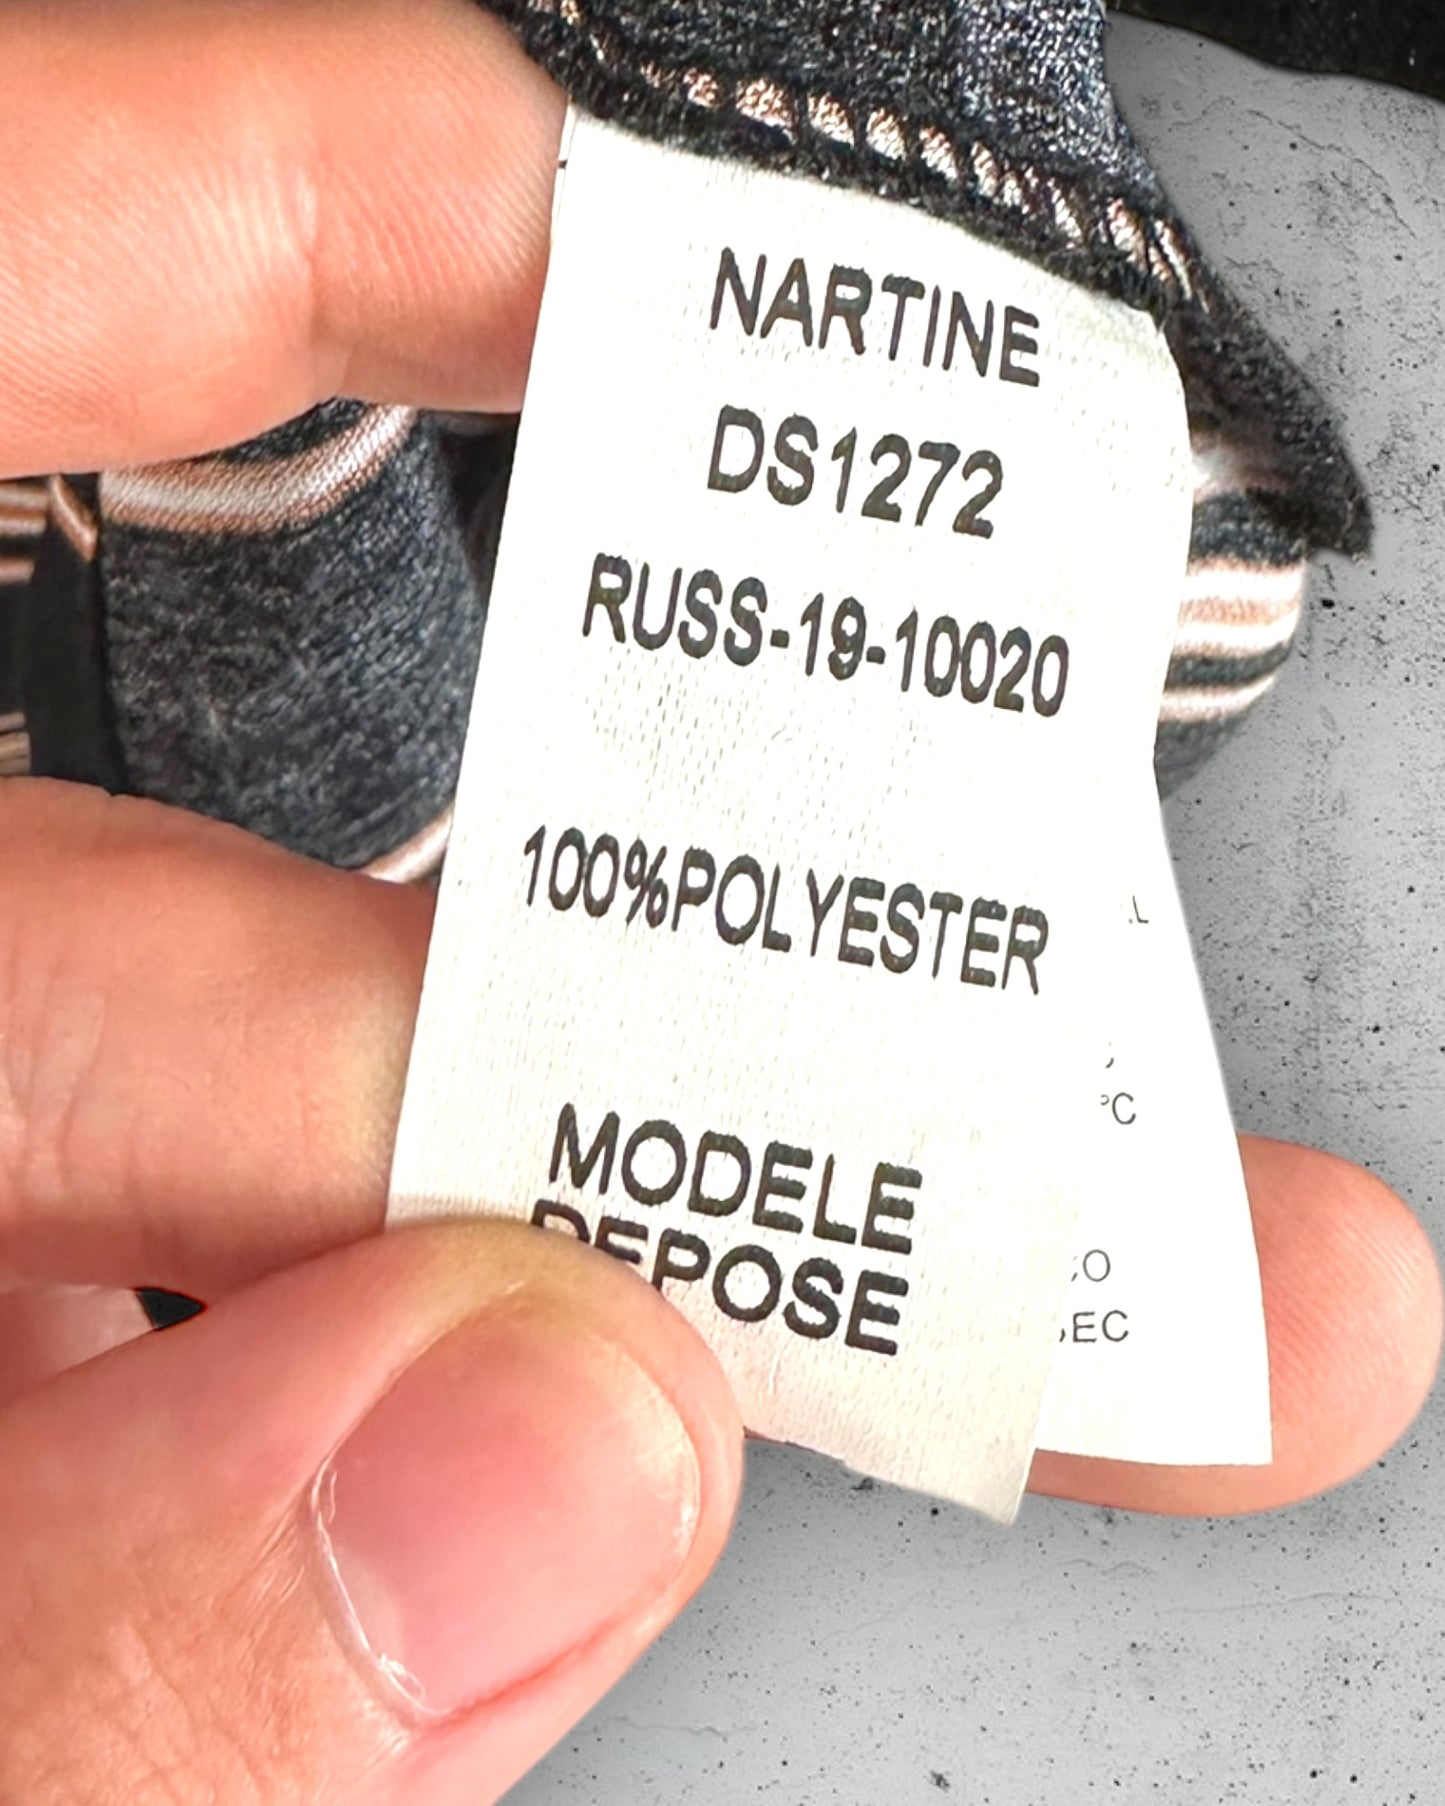 NARTINE
DS1272
RUSS-19-10020
100%POLYESTER
MODELE
DEPOSE